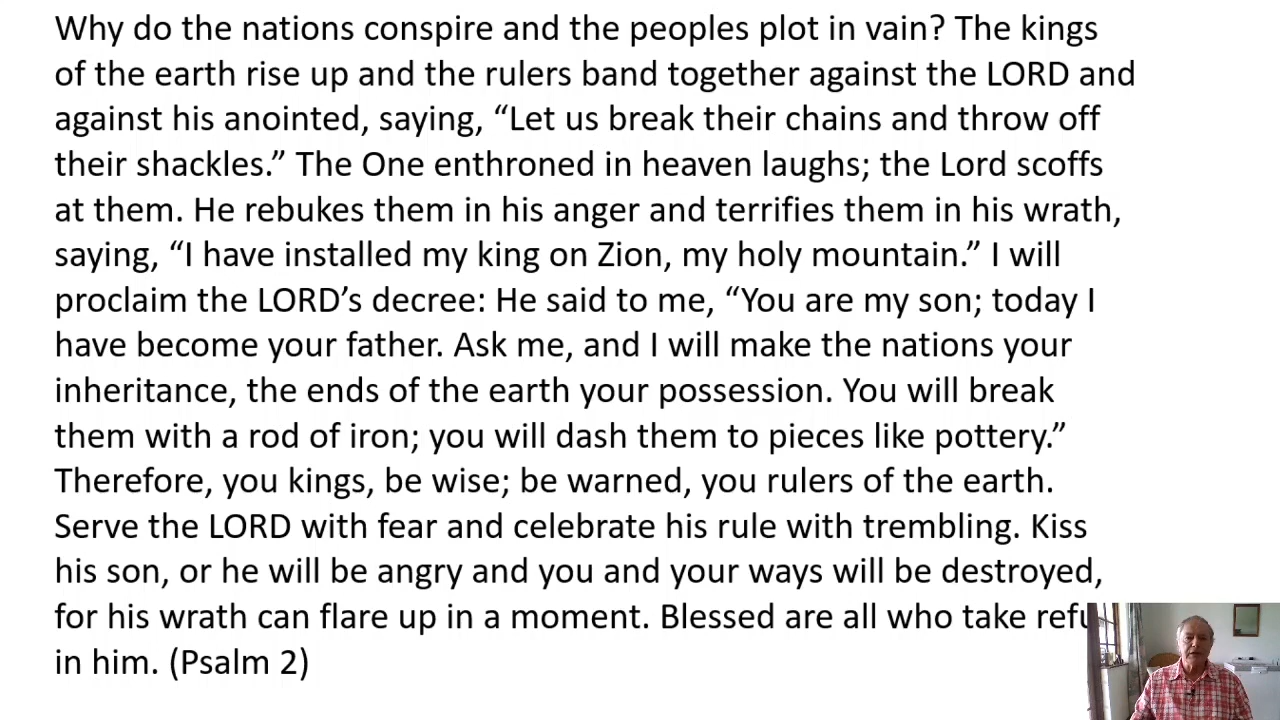 Why do the nations conspire and the peoples plot in vain? The kings
of the earth rise up and the rulers band together against the LORD and
against his anointed, saying, “Let us break their chains and throw off
their shackles.” The One enthroned in heaven laughs; the Lord scoffs
at them. He rebukes them in his anger and terrifies them in his wrath,
saying, “I have installed my king on Zion, my holy mountain.” I will
proclaim the LORD’s decree: He said to me, “You are my son; today I
have become your father. Ask me, and I will make the nations your
inheritance, the ends of the earth your possession. You will break
them with a rod of iron; you will dash them to pieces like pottery.”
Therefore, you kings, be wise; be warned, you rulers of the earth.
Serve the LORD with fear and celebrate his rule with trembling. Kiss
his son, or he will be angry and you and your ways will be destroyed,
for his wrath can flare up in a moment. Blessed are all who take
in him. (Psalm 2)